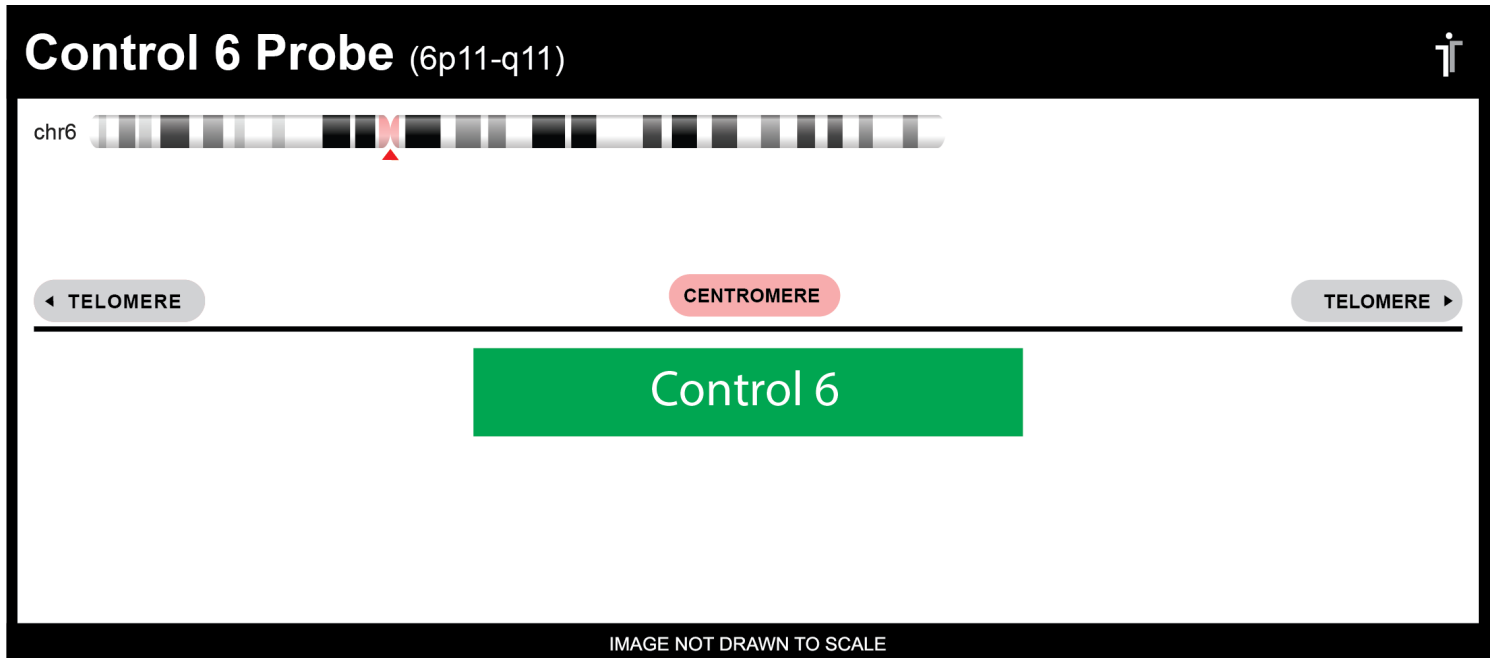 Control 6 Probe (6p11-q11)
chr6
TELOMERE
CENTROMERE
TELOMERE
Control 6
IMAGE NOT DRAWN TO SCALE